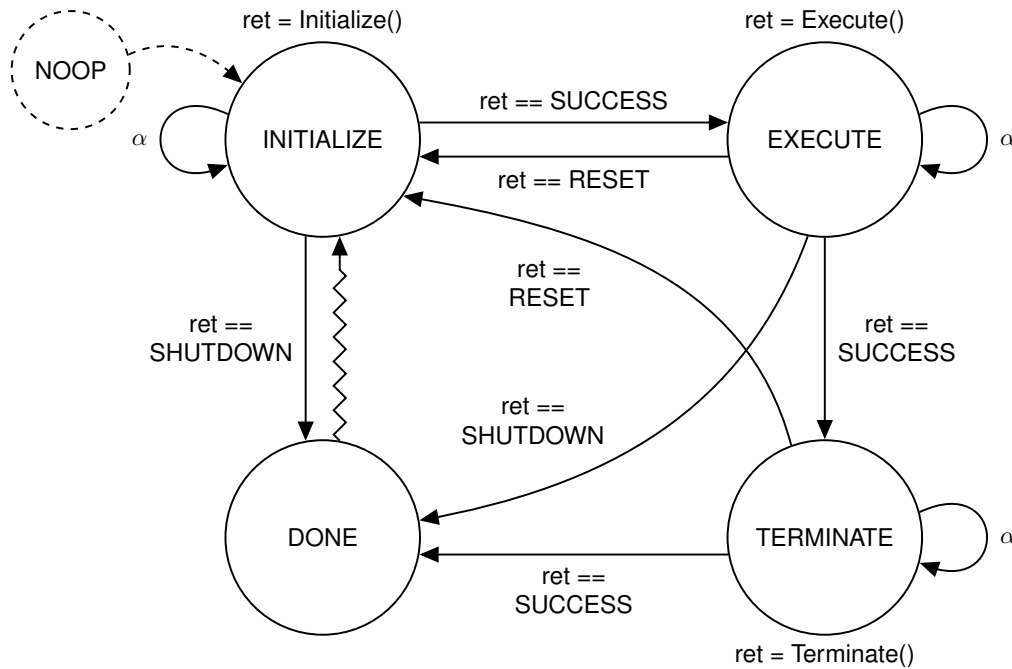 ret = Initialize()
ret = Execute()
NOOP
ret == SUCCESS
α
INITIALIZE
EXECUTE
α
ret == RESET
ret ==
RESET
ret ==
SHUTDOWN
ret ==
SUCCESS
ret ==
SHUTDOWN
DONE
TERMINATE
α
ret ==
SUCCESS
ret = Terminate()